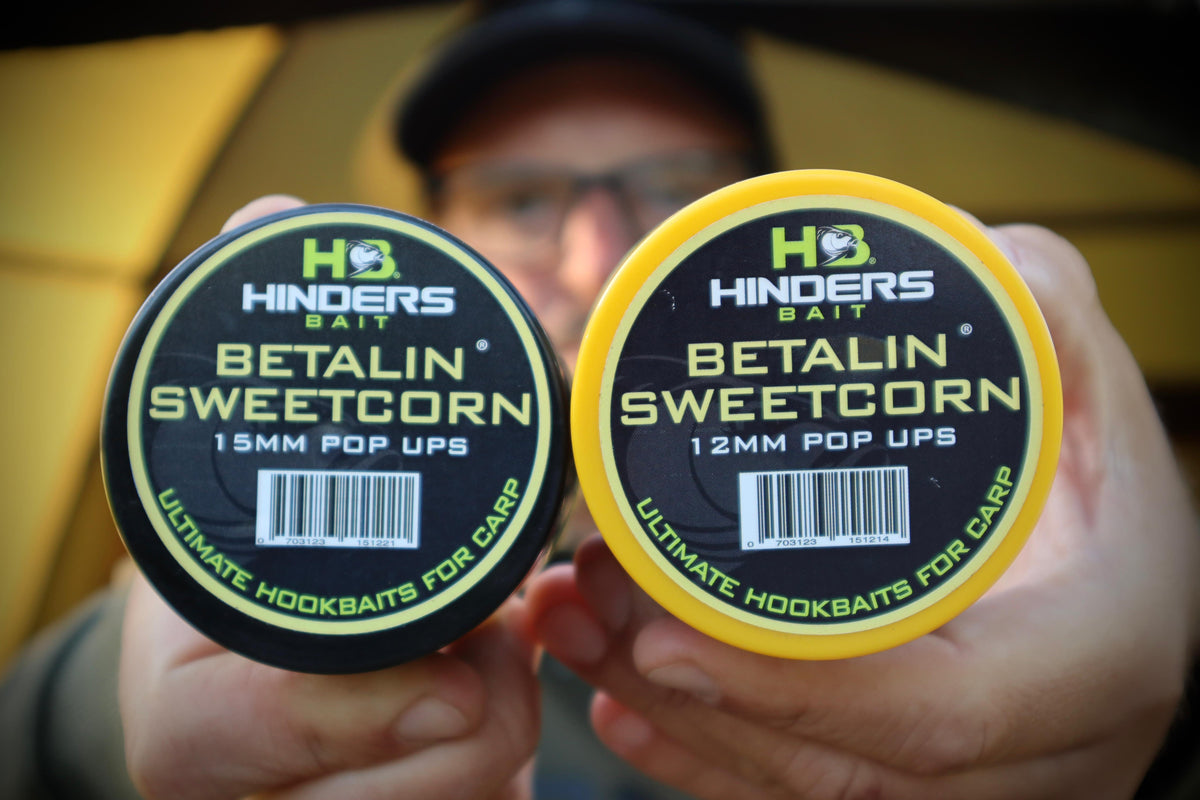 HB®
HINDERS
BAIT
BETALIN®
SWEETCORN
15MM POP UPS
0 703123 151221
ULTIMATE HOOKBAITS FOR CARP
HB®
HINDERS
BAIT
BETALIN®
SWEETCORN
12MM POP UPS
0 703123 151214
ULTIMATE HOOKBAITS FOR CARP